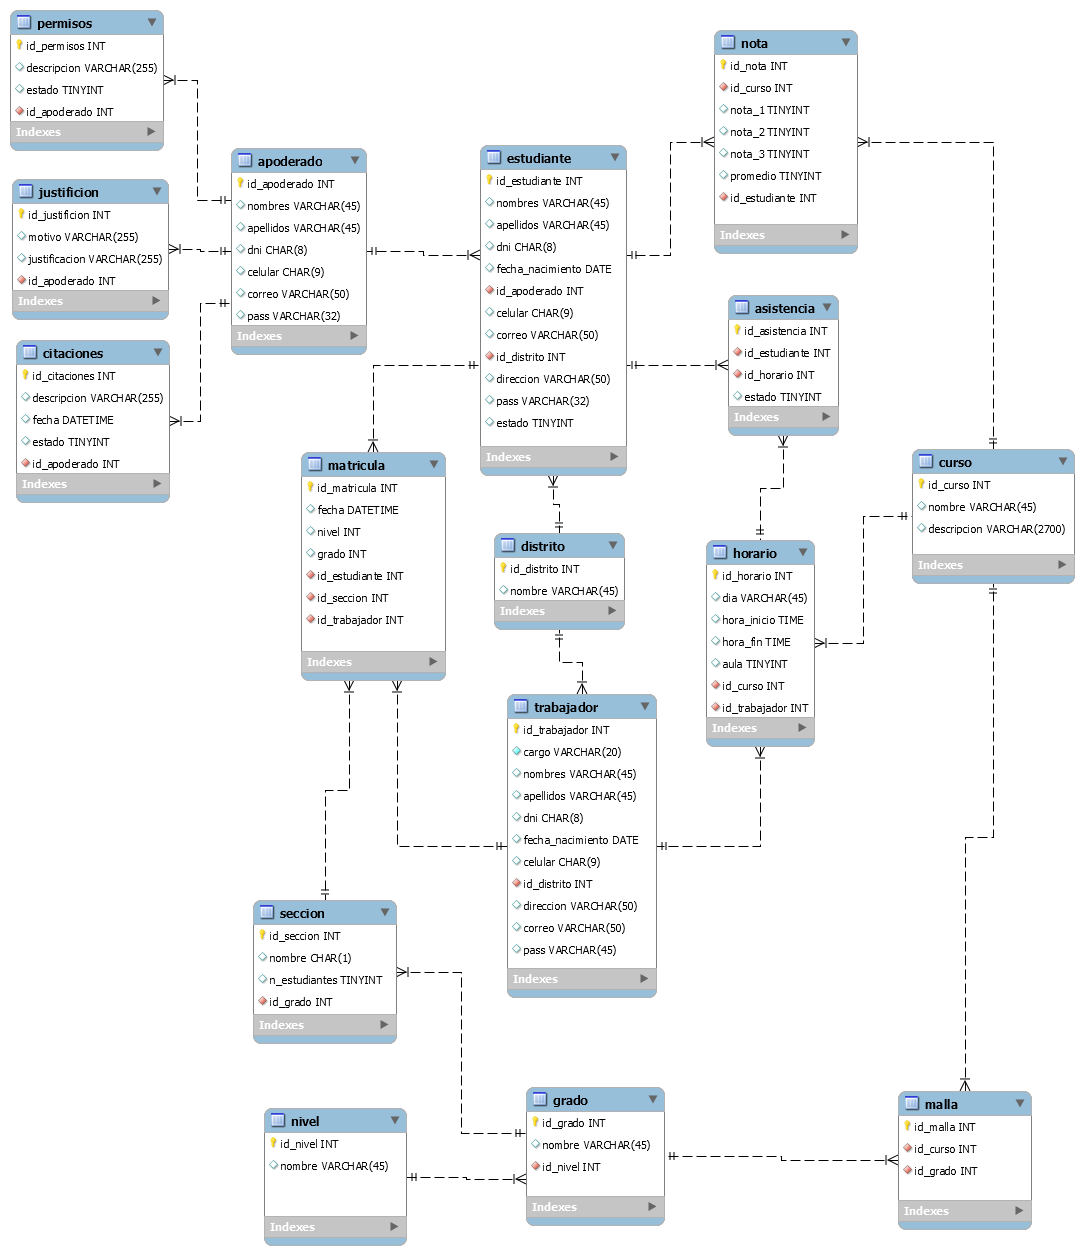 permisos
id_permisos INT
descripcion VARCHAR(255)
estado TINYINT
id_apoderado INT
Indexes
justificion
id_justificion INT
motivo VARCHAR(255)
justificacion VARCHAR(255)
id_apoderado INT
Indexes
citaciones
id_citaciones INT
descripcion VARCHAR(255)
fecha DATETIME
estado TINYINT
id_apoderado INT
Indexes
apoderado
id_apoderado INT
nombres VARCHAR(45)
apellidos VARCHAR(45)
dni CHAR(8)
celular CHAR(9)
correo VARCHAR(50)
pass VARCHAR(32)
Indexes
estudiante
id_estudiante INT
nombres VARCHAR(45)
apellidos VARCHAR(45)
dni CHAR(8)
fecha_nacimiento DATE
id_apoderado INT
celular CHAR(9)
correo VARCHAR(50)
id_distrito INT
direccion VARCHAR(50)
pass VARCHAR(32)
estado TINYINT
Indexes
nota
id_nota INT
id_curso INT
nota_1 TINYINT
nota_2 TINYINT
nota_3 TINYINT
promedio TINYINT
id_estudiante INT
Indexes
asistencia
id_asistencia INT
id_estudiante INT
id_horario INT
estado TINYINT
Indexes
curso
id_curso INT
nombre VARCHAR(45)
descripcion VARCHAR(2700)
Indexes
matricula
id_matricula INT
fecha DATETIME
nivel INT
grado INT
id_estudiante INT
id_seccion INT
id_trabajador INT
Indexes
distrito
id_distrito INT
nombre VARCHAR(45)
Indexes
horario
id_horario INT
dia VARCHAR(45)
hora_inicio TIME
hora_fin TIME
aula TINYINT
id_curso INT
id_trabajador INT
Indexes
trabajador
id_trabajador INT
cargo VARCHAR(20)
nombres VARCHAR(45)
apellidos VARCHAR(45)
dni CHAR(8)
fecha_nacimiento DATE
celular CHAR(9)
id_distrito INT
direccion VARCHAR(50)
correo VARCHAR(50)
pass VARCHAR(45)
Indexes
seccion
id_seccion INT
nombre CHAR(1)
n_estudiantes TINYINT
id_grado INT
Indexes
nivel
id_nivel INT
nombre VARCHAR(45)
Indexes
grado
id_grado INT
nombre VARCHAR(45)
id_nivel INT
Indexes
malla
id_malla INT
id_curso INT
id_grado INT
Indexes